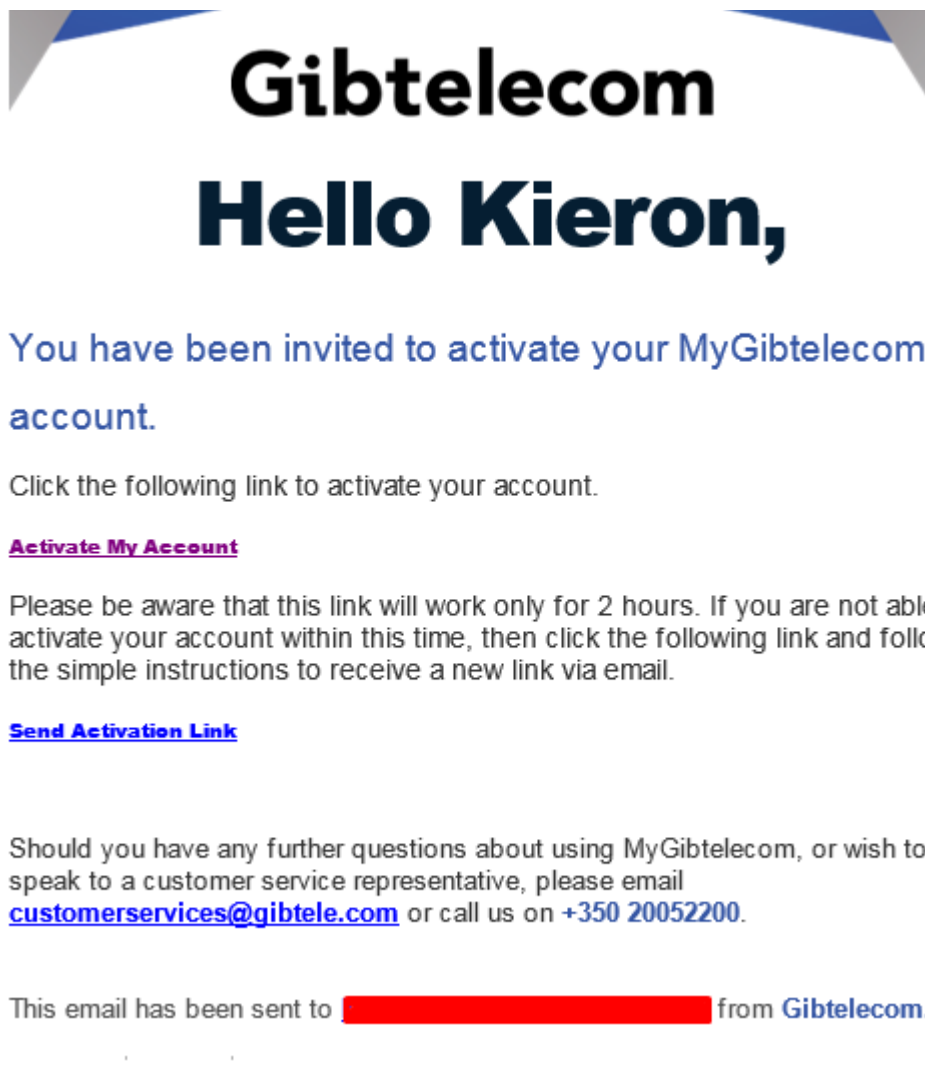 Gibtelecom
Hello Kieron,
You have been invited to activate your MyGibtelecom
account.
Click the following link to activate your account.
Activate My Account
Please be aware that this link will work only for 2 hours. If you are not
activate your account within this time, then click the following link and
the simple instructions to receive a new link via email.
Send Activation Link
Should you have any further questions about using MyGibtelecom, or wish to
speak to a customer service representative, please email
customerservices@gibtele.com or call us on +350 20052200.
This email has been sent to from Gibtelecom.